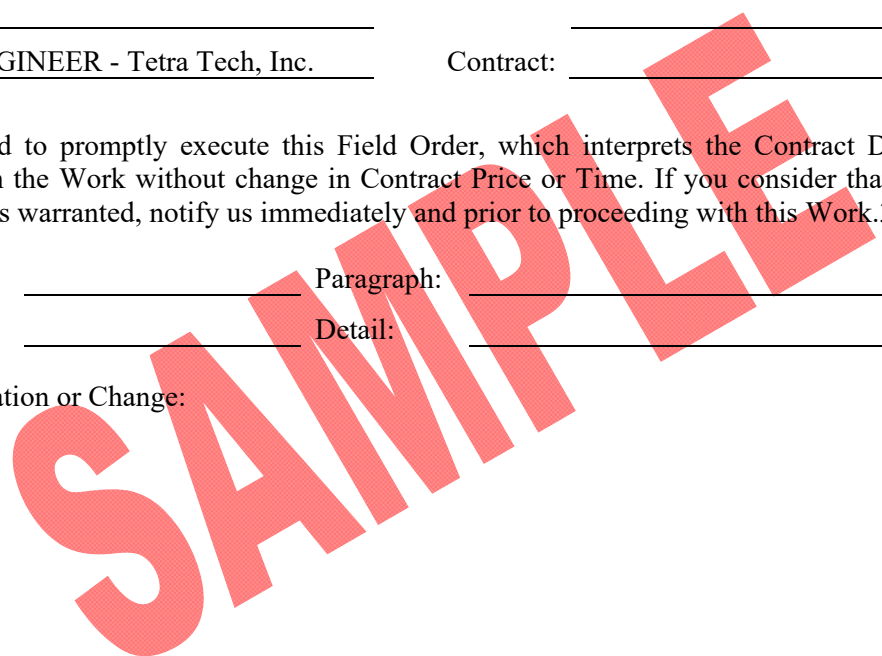 GINEER - Tetra Tech, Inc. Contract:
d to promptly execute this Field Order, which interprets the Contract D
n the Work without change in Contract Price or Time. If you consider tha
s warranted, notify us immediately and prior to proceeding with this Work.
Paragraph:
Detail:
ation or Change:
SAMPLE